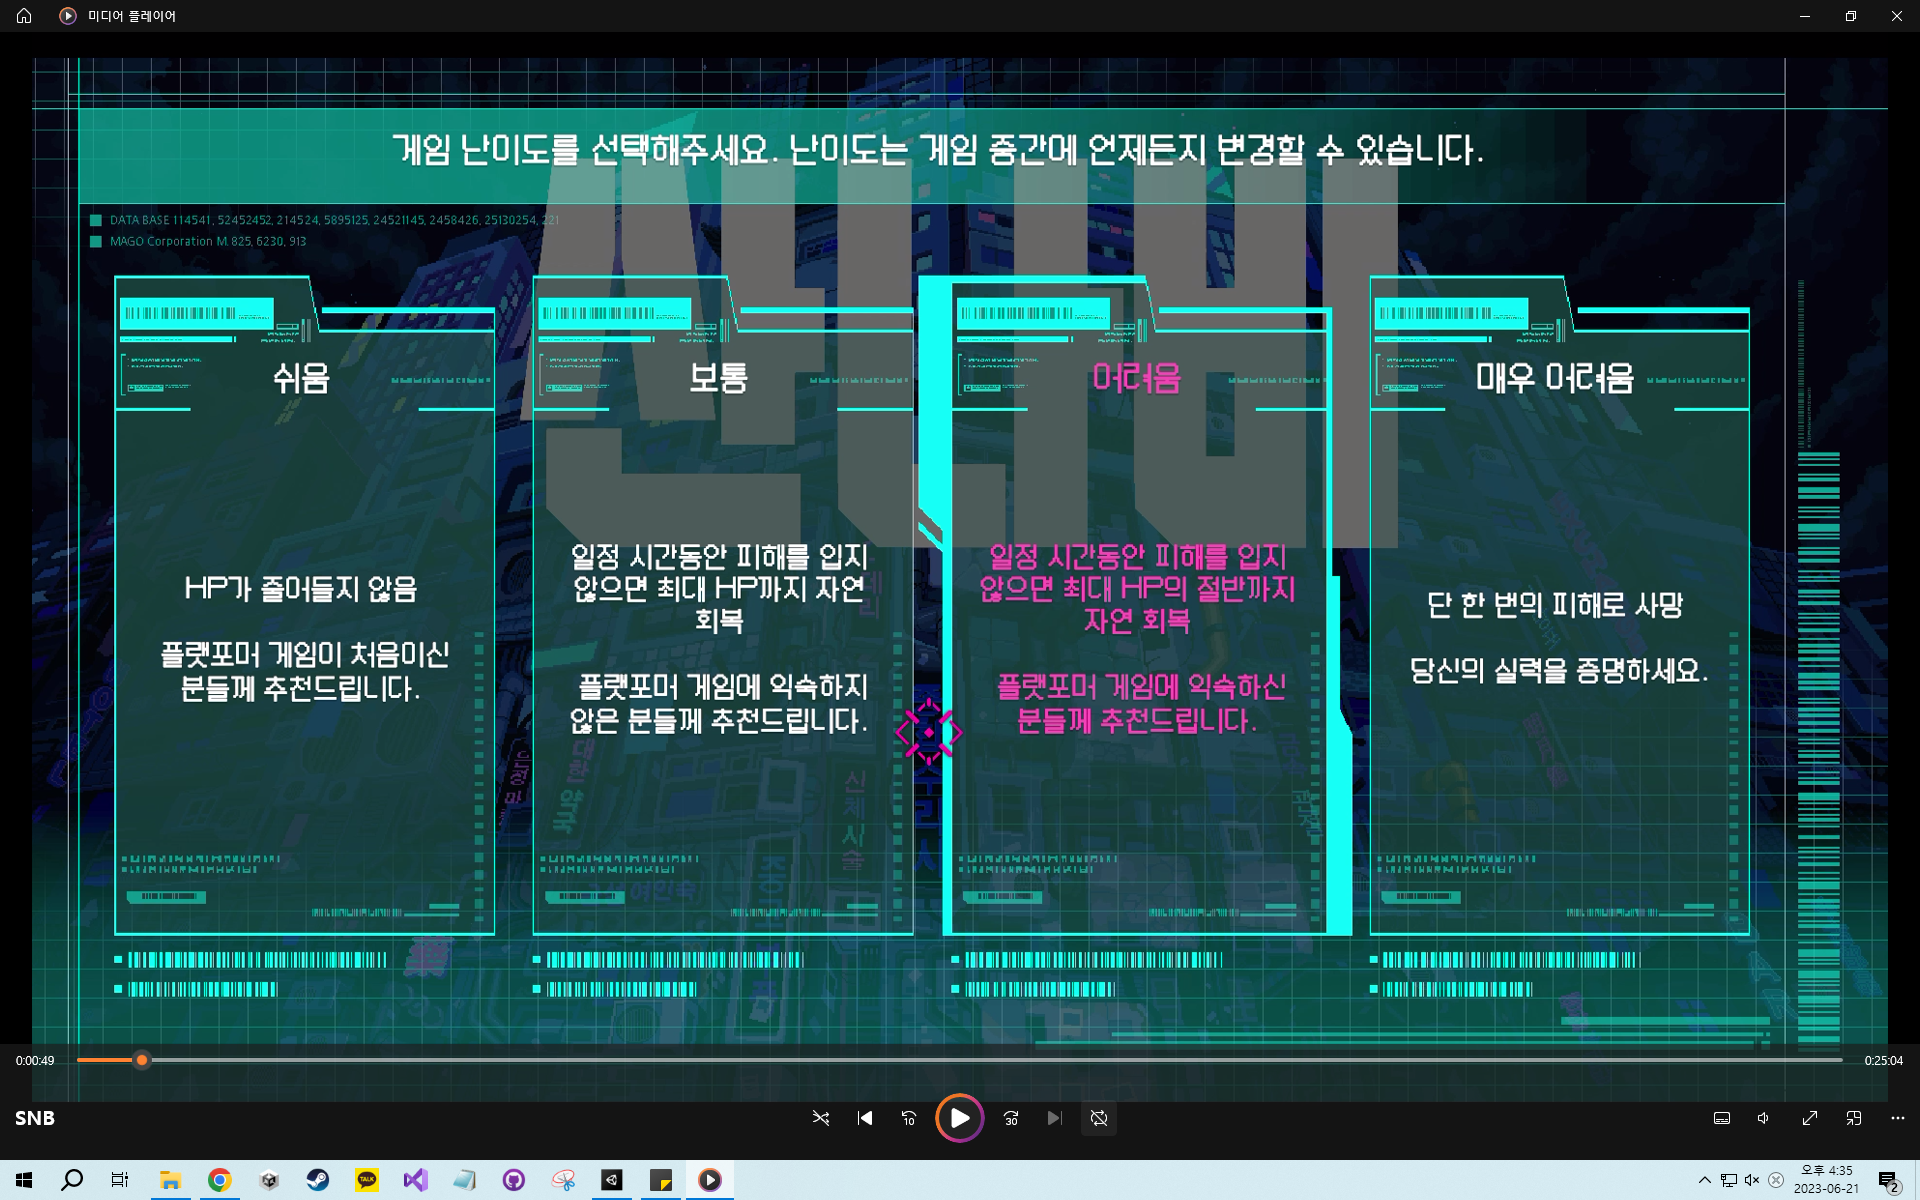 미디어 플레이어
게임 난이도를 선택해주세요. 난이도는 게임 중간에 언제든지 변경할 수 있습니다.
DATA BASE 114541, 52452452, 214524, 5895125, 24521145, 2458426, 25130254, 221
MAGO Corporation M. 825, 6230, 913
쉬움
HP가 줄어들지 않음
플랫포머 게임이 처음이신
분들께 추천드립니다.
보통
일정 시간동안 피해를 입지
않으면 최대 HP까지 자연
회복
플랫포머 게임에 익숙하지
않은 분들께 추천드립니다.
어려움
일정 시간동안 피해를 입지
않으면 최대 HP의 절반까지
자연 회복
플랫포머 게임에 익숙하신
분들께 추천드립니다.
매우 어려움
단 한 번의 피해로 사망
당신의 실력을 증명하세요.
신체시술
0:00:49
0:25:04
SNB
10
30
TALK
오후 4:35
2023-06-21
2